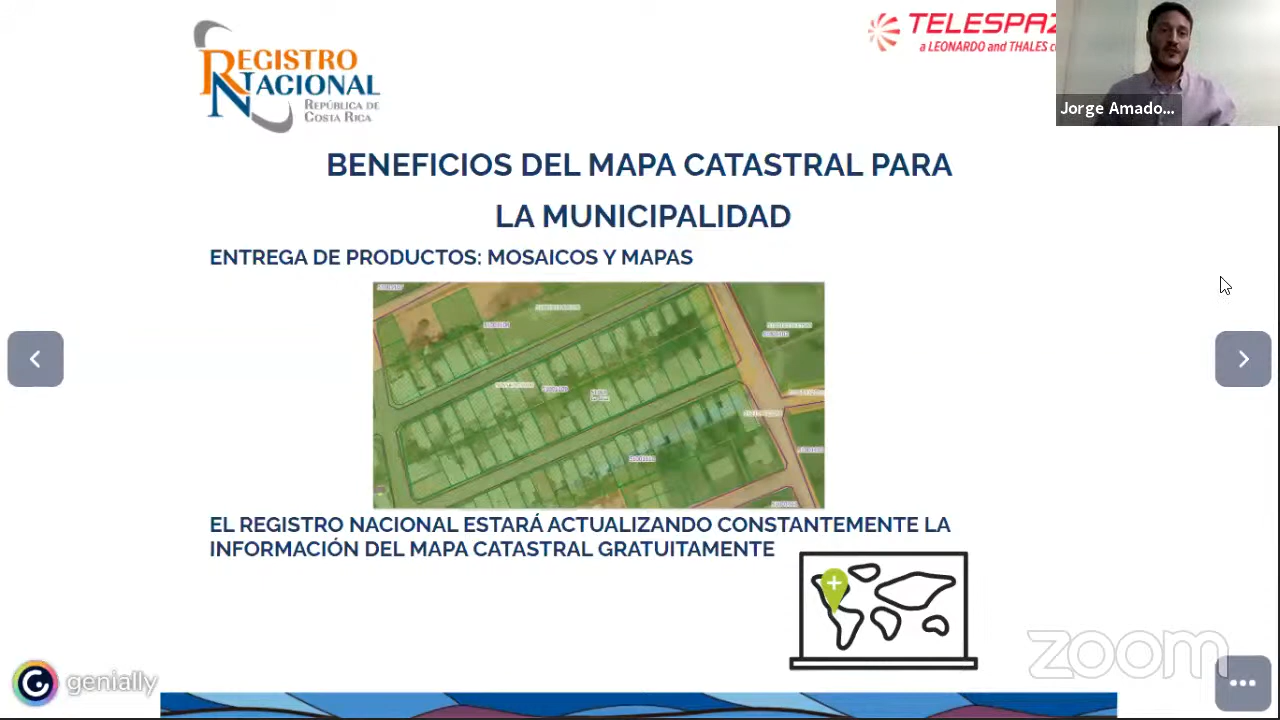 REGISTRO
NACIONAL
REPÚBLICA DE
COSTA RICA
TELESPAZ
a LEONARDO and THALES c
Jorge Amado...
BENEFICIOS DEL MAPA CATASTRAL PARA
LA MUNICIPALIDAD
ENTREGA DE PRODUCTOS: MOSAICOS Y MAPAS
EL REGISTRO NACIONAL ESTARÁ ACTUALIZANDO CONSTANTEMENTE LA
INFORMACIÓN DEL MAPA CATASTRAL GRATUITAMENTE
zoom
genially